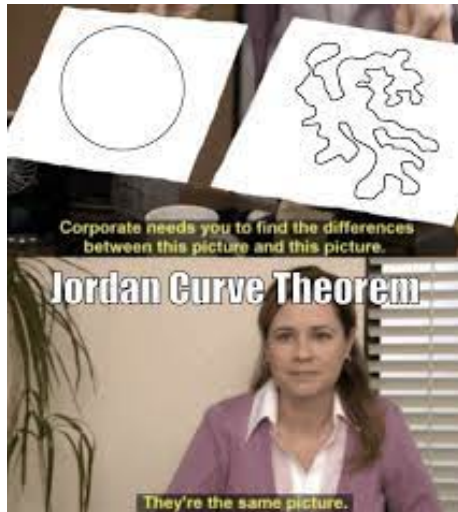 Corporate needs you to find the differences
between this picture and this picture.
Jordan Curve Theorem
They're the same picture.